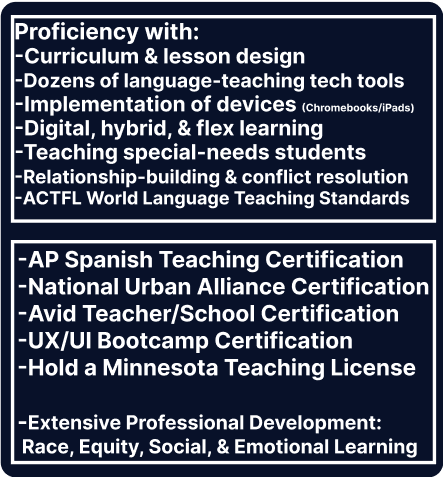 Proficiency with:
-Curriculum & lesson design
-Dozens of language-teaching tech tools
-Implementation of devices (Chromebooks/iPads)
-Digital, hybrid, & flex learning
-Teaching special-needs students
-Relationship-building & conflict resolution
-ACTFL World Language Teaching Standards
-AP Spanish Teaching Certification
-National Urban Alliance Certification
-Avid Teacher/School Certification
-UX/UI Bootcamp Certification
-Hold a Minnesota Teaching License
-Extensive Professional Development:
Race, Equity, Social, & Emotional Learning